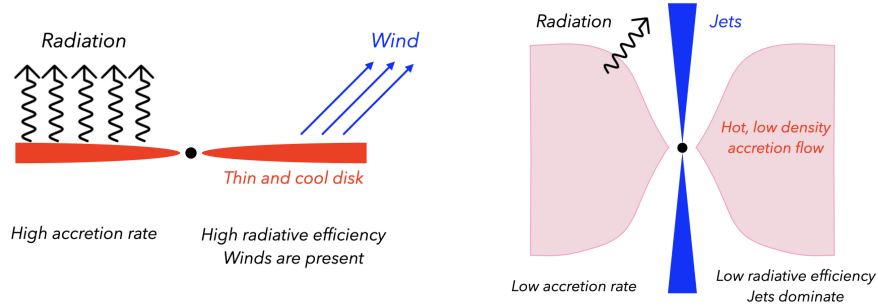 Radiation
Wind
Thin and cool disk
High accretion rate
High radiative efficiency
Winds are present
Radiation
Jets
Hot, low density
accretion flow
Low accretion rate
Low radiative efficiency
Jets dominate